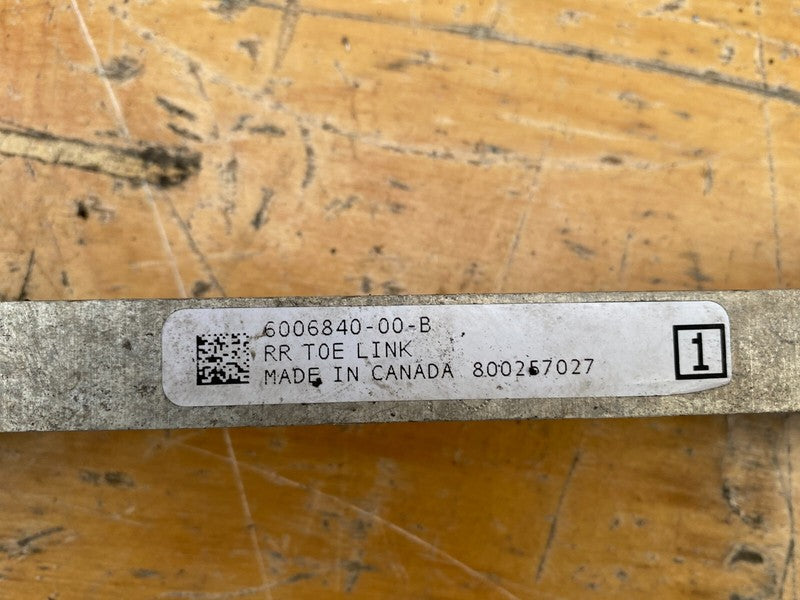 6006840-00-B
RR TOE LINK
MADE IN CANADA 800257027
1